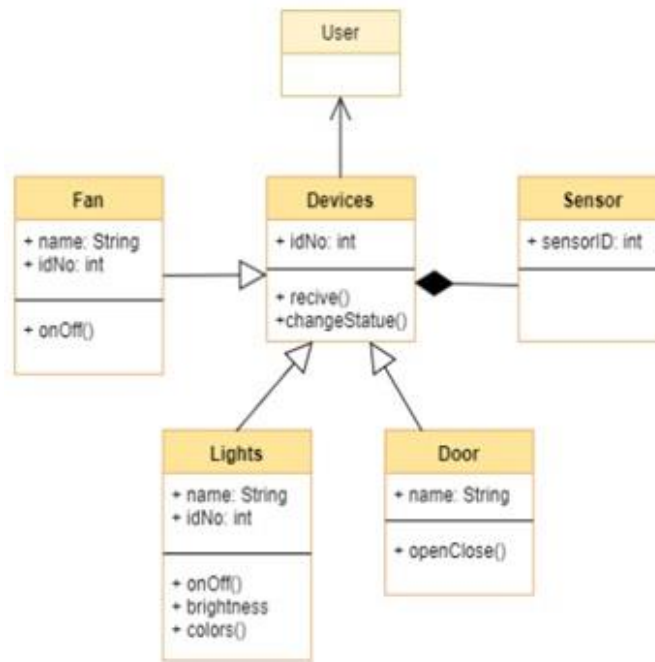 User
Fan
+ name: String
+ idNo: int
+ onOff()
Devices
+ idNo: int
+ recive()
+changeStatue()
Sensor
+ sensorID: int
Lights
+ name: String
+ idNo: int
+ onOff()
+ brightness
+ colors()
Door
+ name: String
+ openClose()